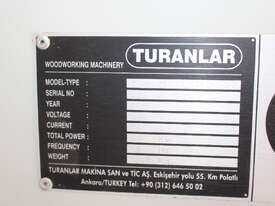 TURANLAR
WOODWORKING MACHINERY
MODEL-TYPE :
SERIAL NO :
YEAR :
VOLTAGE :
CURRENT :
TOTAL POWER :
FREQUENCY :
WEIGHT :
TURANLAR MAKİNA SAN ve TİC AŞ. Eskişehir yolu 55. Km Polatlı
Ankara/TURKEY Tel: +90 (312) 646 50 02